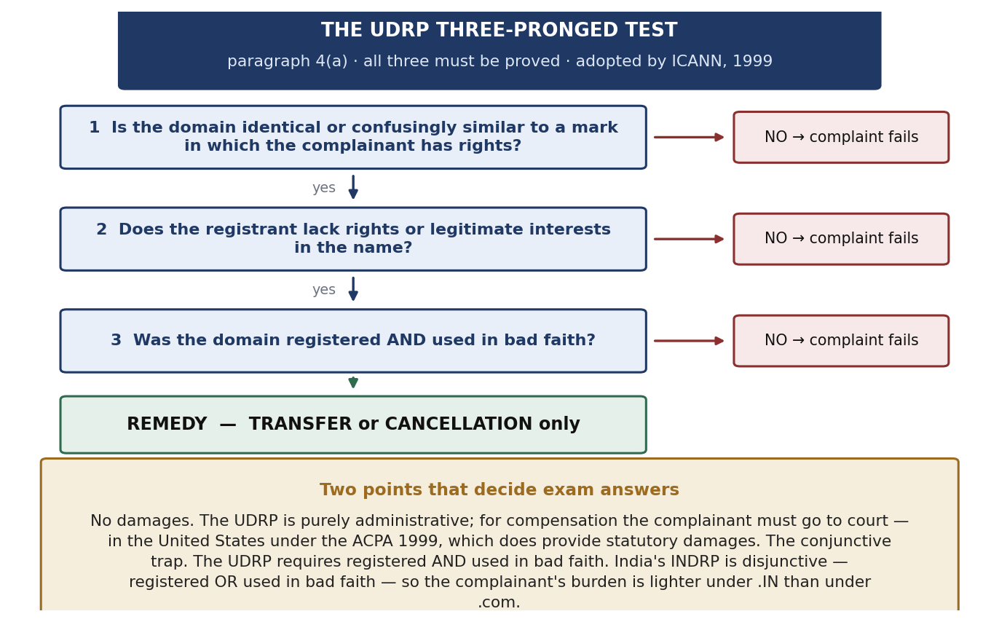 THE UDRP THREE-PRONGED TEST
paragraph 4(a) · all three must be proved · adopted by ICANN, 1999
1  Is the domain identical or confusingly similar to a mark
in which the complainant has rights?
NO → complaint fails
yes
2  Does the registrant lack rights or legitimate interests
in the name?
NO → complaint fails
yes
3  Was the domain registered AND used in bad faith?
NO → complaint fails
REMEDY  —  TRANSFER or CANCELLATION only
Two points that decide exam answers
No damages. The UDRP is purely administrative; for compensation the complainant must go to court —
in the United States under the ACPA 1999, which does provide statutory damages. The conjunctive
trap. The UDRP requires registered AND used in bad faith. India's INDRP is disjunctive —
registered OR used in bad faith — so the complainant's burden is lighter under .IN than under
.com.